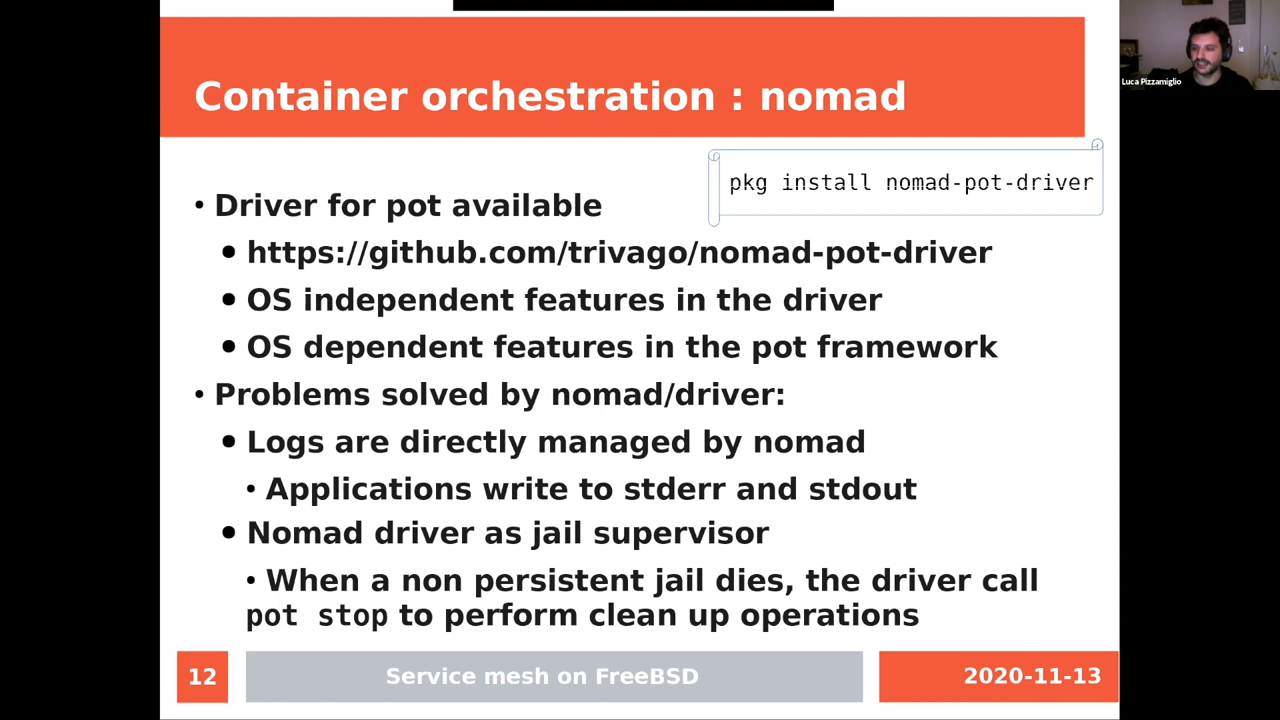 Container orchestration : nomad
Luca Pizzamiglio
pkg install nomad-pot-driver
• Driver for pot available
• https://github.com/trivago/nomad-pot-driver
• OS independent features in the driver
• OS dependent features in the pot framework
• Problems solved by nomad/driver:
• Logs are directly managed by nomad
• Applications write to stderr and stdout
• Nomad driver as jail supervisor
• When a non persistent jail dies, the driver call
pot stop to perform clean up operations
12
Service mesh on FreeBSD
2020-11-13